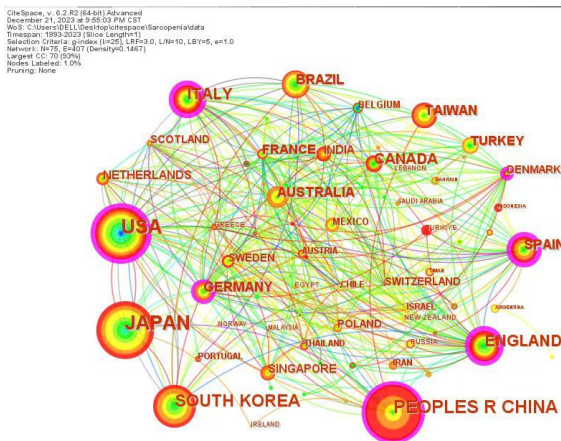 CiteSpace, v. 6.2.R2 (64-bit) Advanced
December 21, 2023 at 9:55:03 PM CST
WoS: C:\Users\DELL\Desktop\citespace\Sarcopenia\data
Timespan: 1993-2023 (Slice Length=1)
Selection Criteria: g-index (k=25), LRF=3.0, L/N=10, LBY=5, e=1.0
Network: N=75, E=407 (Density=0.1467)
Largest CC: 70 (93%)
Nodes Labeled: 1.0%
Pruning: None
BRAZIL
ITALY
BELGIUM
TAIWAN
SCOTLAND
FRANCE
INDIA
TURKEY
CANADA
LEBANON
DENMARK
NETHERLANDS
AUSTRALIA
SAUDI ARABIA
INDONESIA
USA
GREECE
MEXICO
TURKIYE
SPAIN
AUSTRIA
SWEDEN
GERMANY
EGYPT
CHILE
SWITZERLAND
ISRAEL
ARGENTINA
NEW ZEALAND
JAPAN
NORWAY
MALAYSIA
POLAND
THAILAND
RUSSIA
ENGLAND
PORTUGAL
SINGAPORE
IRAN
SOUTH KOREA
PEOPLES R CHINA
IRELAND